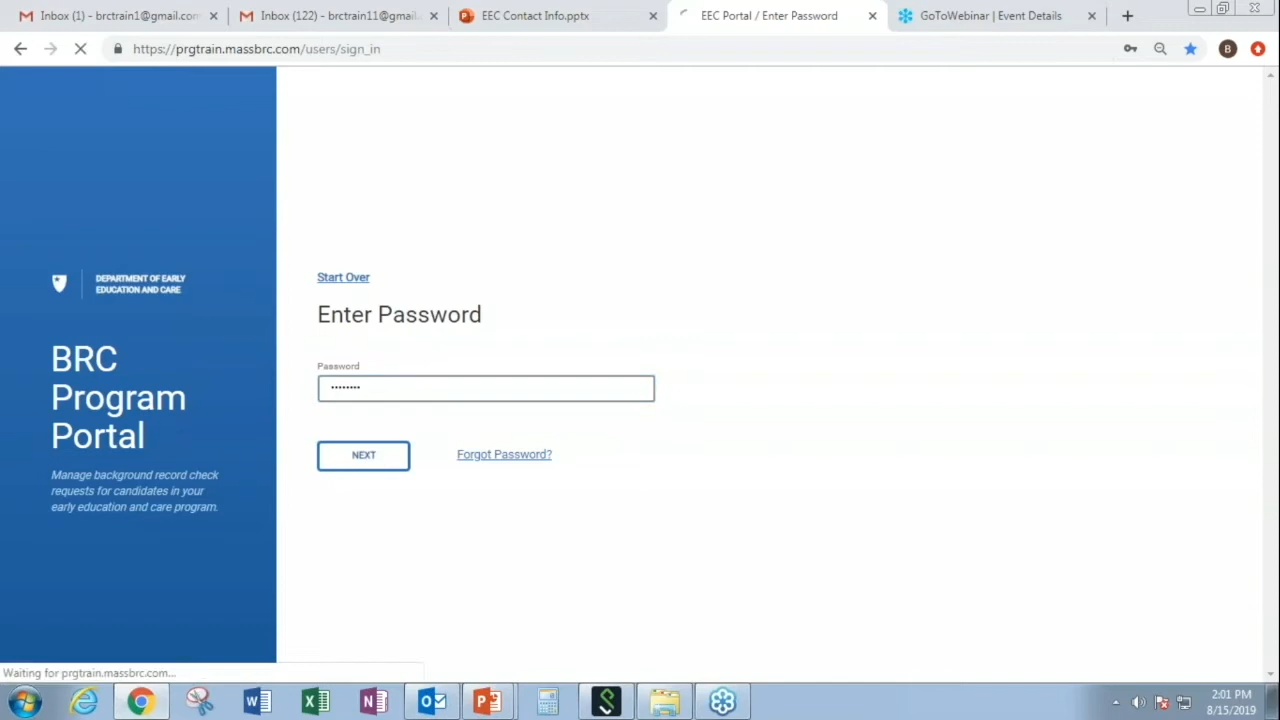 Inbox (1) - brctrain1@gmail.com
Inbox (122) - brctrain11@gmail.
EEC Contact Info.pptx
EEC Portal / Enter Password
GoToWebinar | Event Details
https://prgtrain.massbrc.com/users/sign_in
B
DEPARTMENT OF EARLY
EDUCATION AND CARE
BRC
Program
Portal
Manage background record check
requests for candidates in your
early education and care program.
Start Over
Enter Password
Password
••••••••
NEXT
Forgot Password?
Waiting for prgtrain.massbrc.com...
2:01 PM
8/15/2019